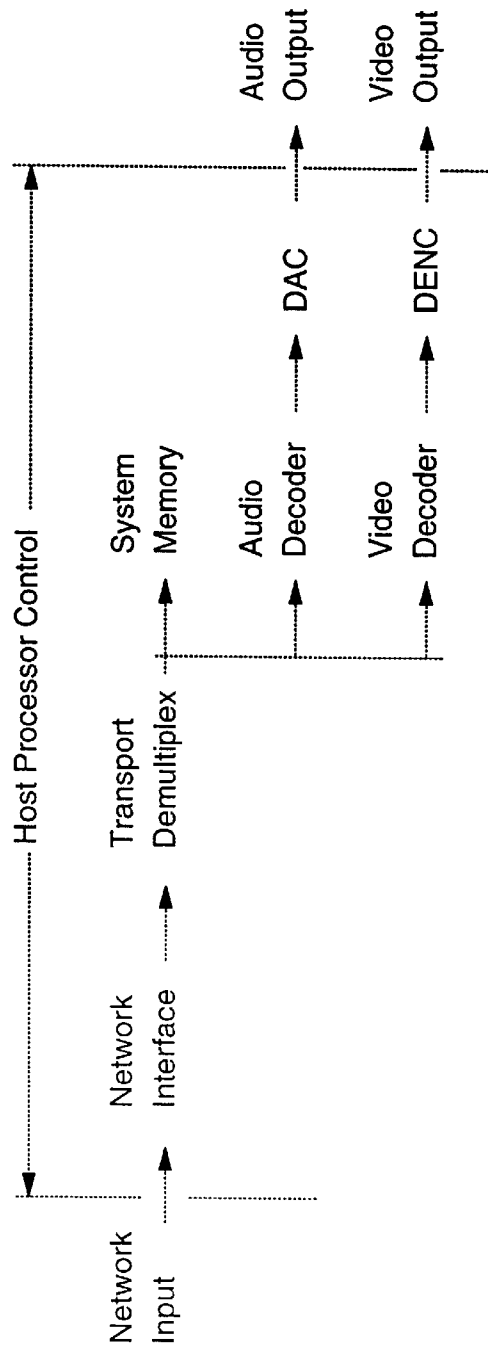 Host Processor Control
Network
Input
Network
Interface
Transport
Demultiplex
System
Memory
Audio
Decoder
DAC
Audio
Output
Video
Decoder
DENC
Video
Output